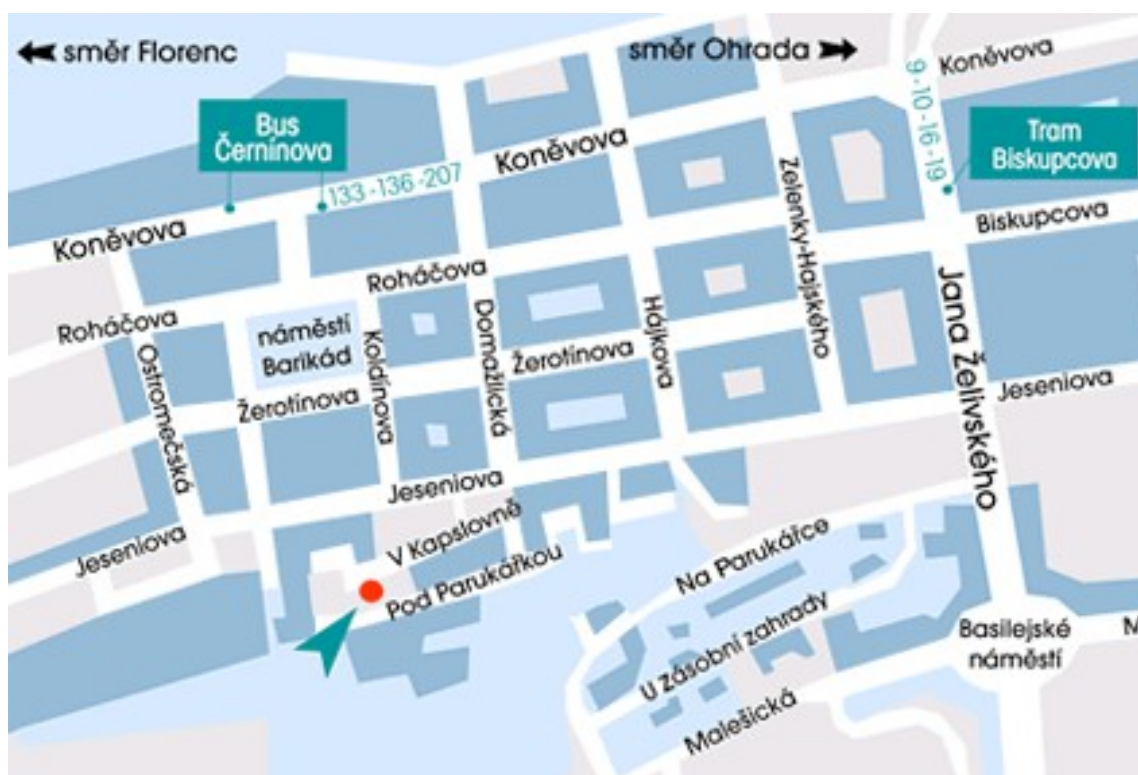 směr Florenc
směr Ohrada
Koněvova
9-10-16-19
Bus
Černínova
Tram
Biskupcova
133-136-207
Koněvova
Koněvova
Biskupcova
Zelenky-Hajského
Roháčova
Roháčova
náměstí
Barikád
Koldínova
Domažlická
Hájkova
Jana Želivského
Ostromečská
Žerotínova
Žerotínova
Jeseniova
Jeseniova
Jeseniova
V Kapslovně
Pod Parukářkou
Na Parukářce
U zásobní zahrady
Malešická
Basilejské
náměstí
M